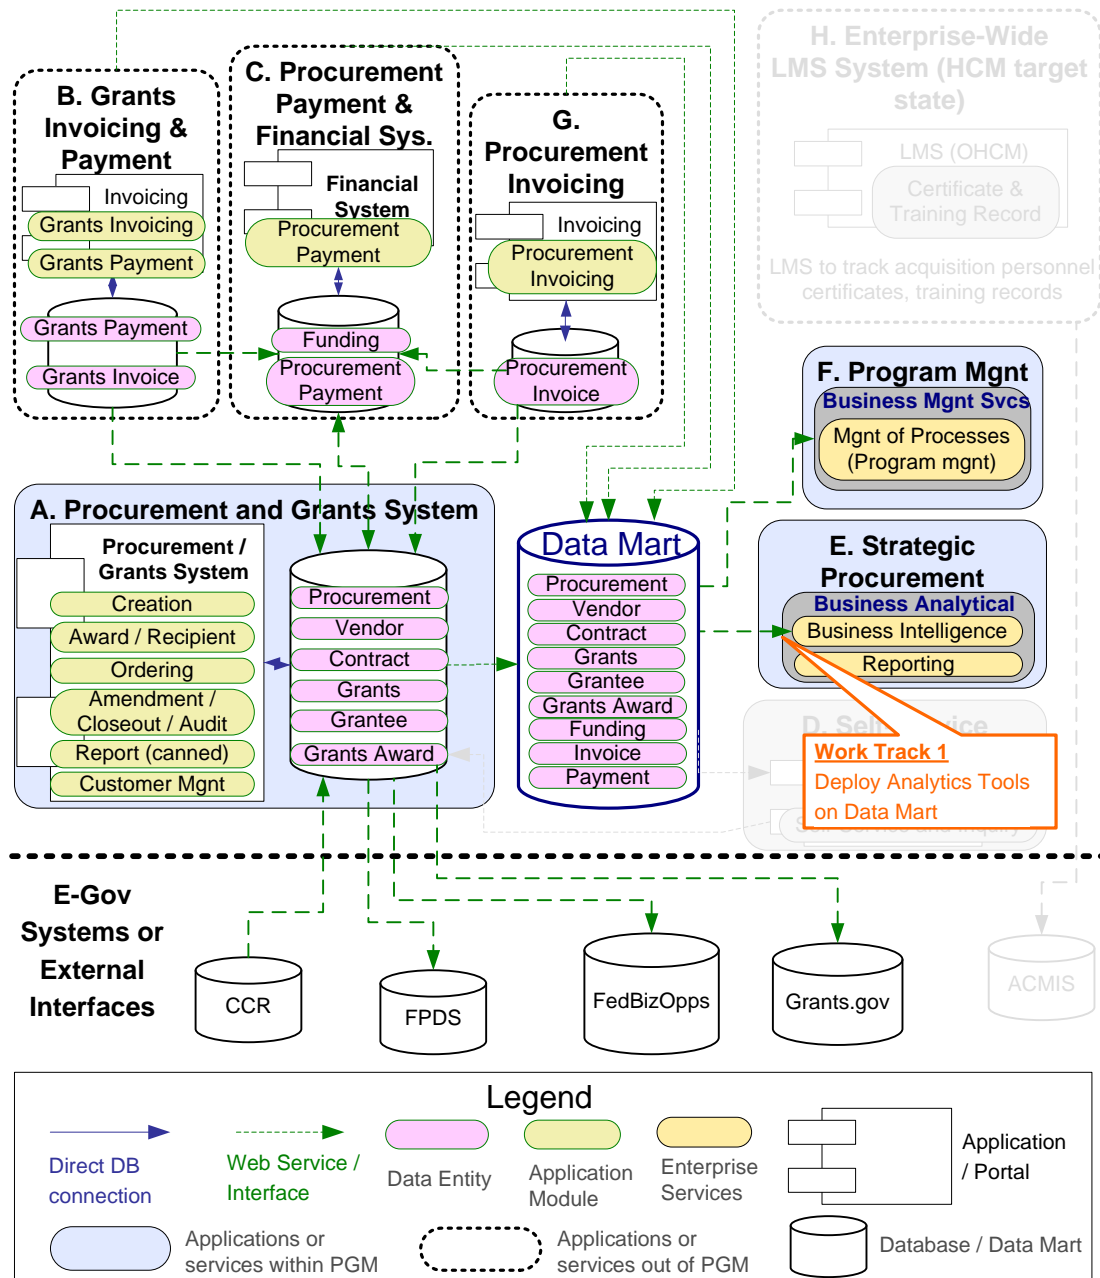 B. Grants
Invoicing &
Payment
Invoicing
Grants Invoicing
Grants Payment
Grants Payment
Grants Invoice
C. Procurement
Payment &
Financial Sys.
Financial
System
Procurement
Payment
Funding
Procurement
Payment
G.
Procurement
Invoicing
Invoicing
Procurement
Invoicing
Procurement
Invoice
H. Enterprise-Wide
LMS System (HCM target
state)
LMS (OHCM)
Certificate &
Training Record
LMS to track acquisition personnel
certificates, training records
F. Program Mgnt
Business Mgnt Svcs
Mgnt of Processes
(Program mgnt)
A. Procurement and Grants System
Procurement /
Grants System
Creation
Award / Recipient
Ordering
Amendment /
Closeout / Audit
Report (canned)
Customer Mgnt
Procurement
Vendor
Contract
Grants
Grantee
Grants Award
Data Mart
Procurement
Vendor
Contract
Grants
Grantee
Grants Award
Funding
Invoice
Payment
E. Strategic
Procurement
Business Analytical
Business Intelligence
Reporting
Work Track 1
Deploy Analytics Tools
on Data Mart
E-Gov
Systems or
External
Interfaces
CCR
FPDS
FedBizOpps
Grants.gov
ACMIS
Legend
Direct DB
connection
Web Service /
Interface
Data Entity
Application
Module
Enterprise
Services
Application
/ Portal
Applications or
services within PGM
Applications or
services out of PGM
Database / Data Mart